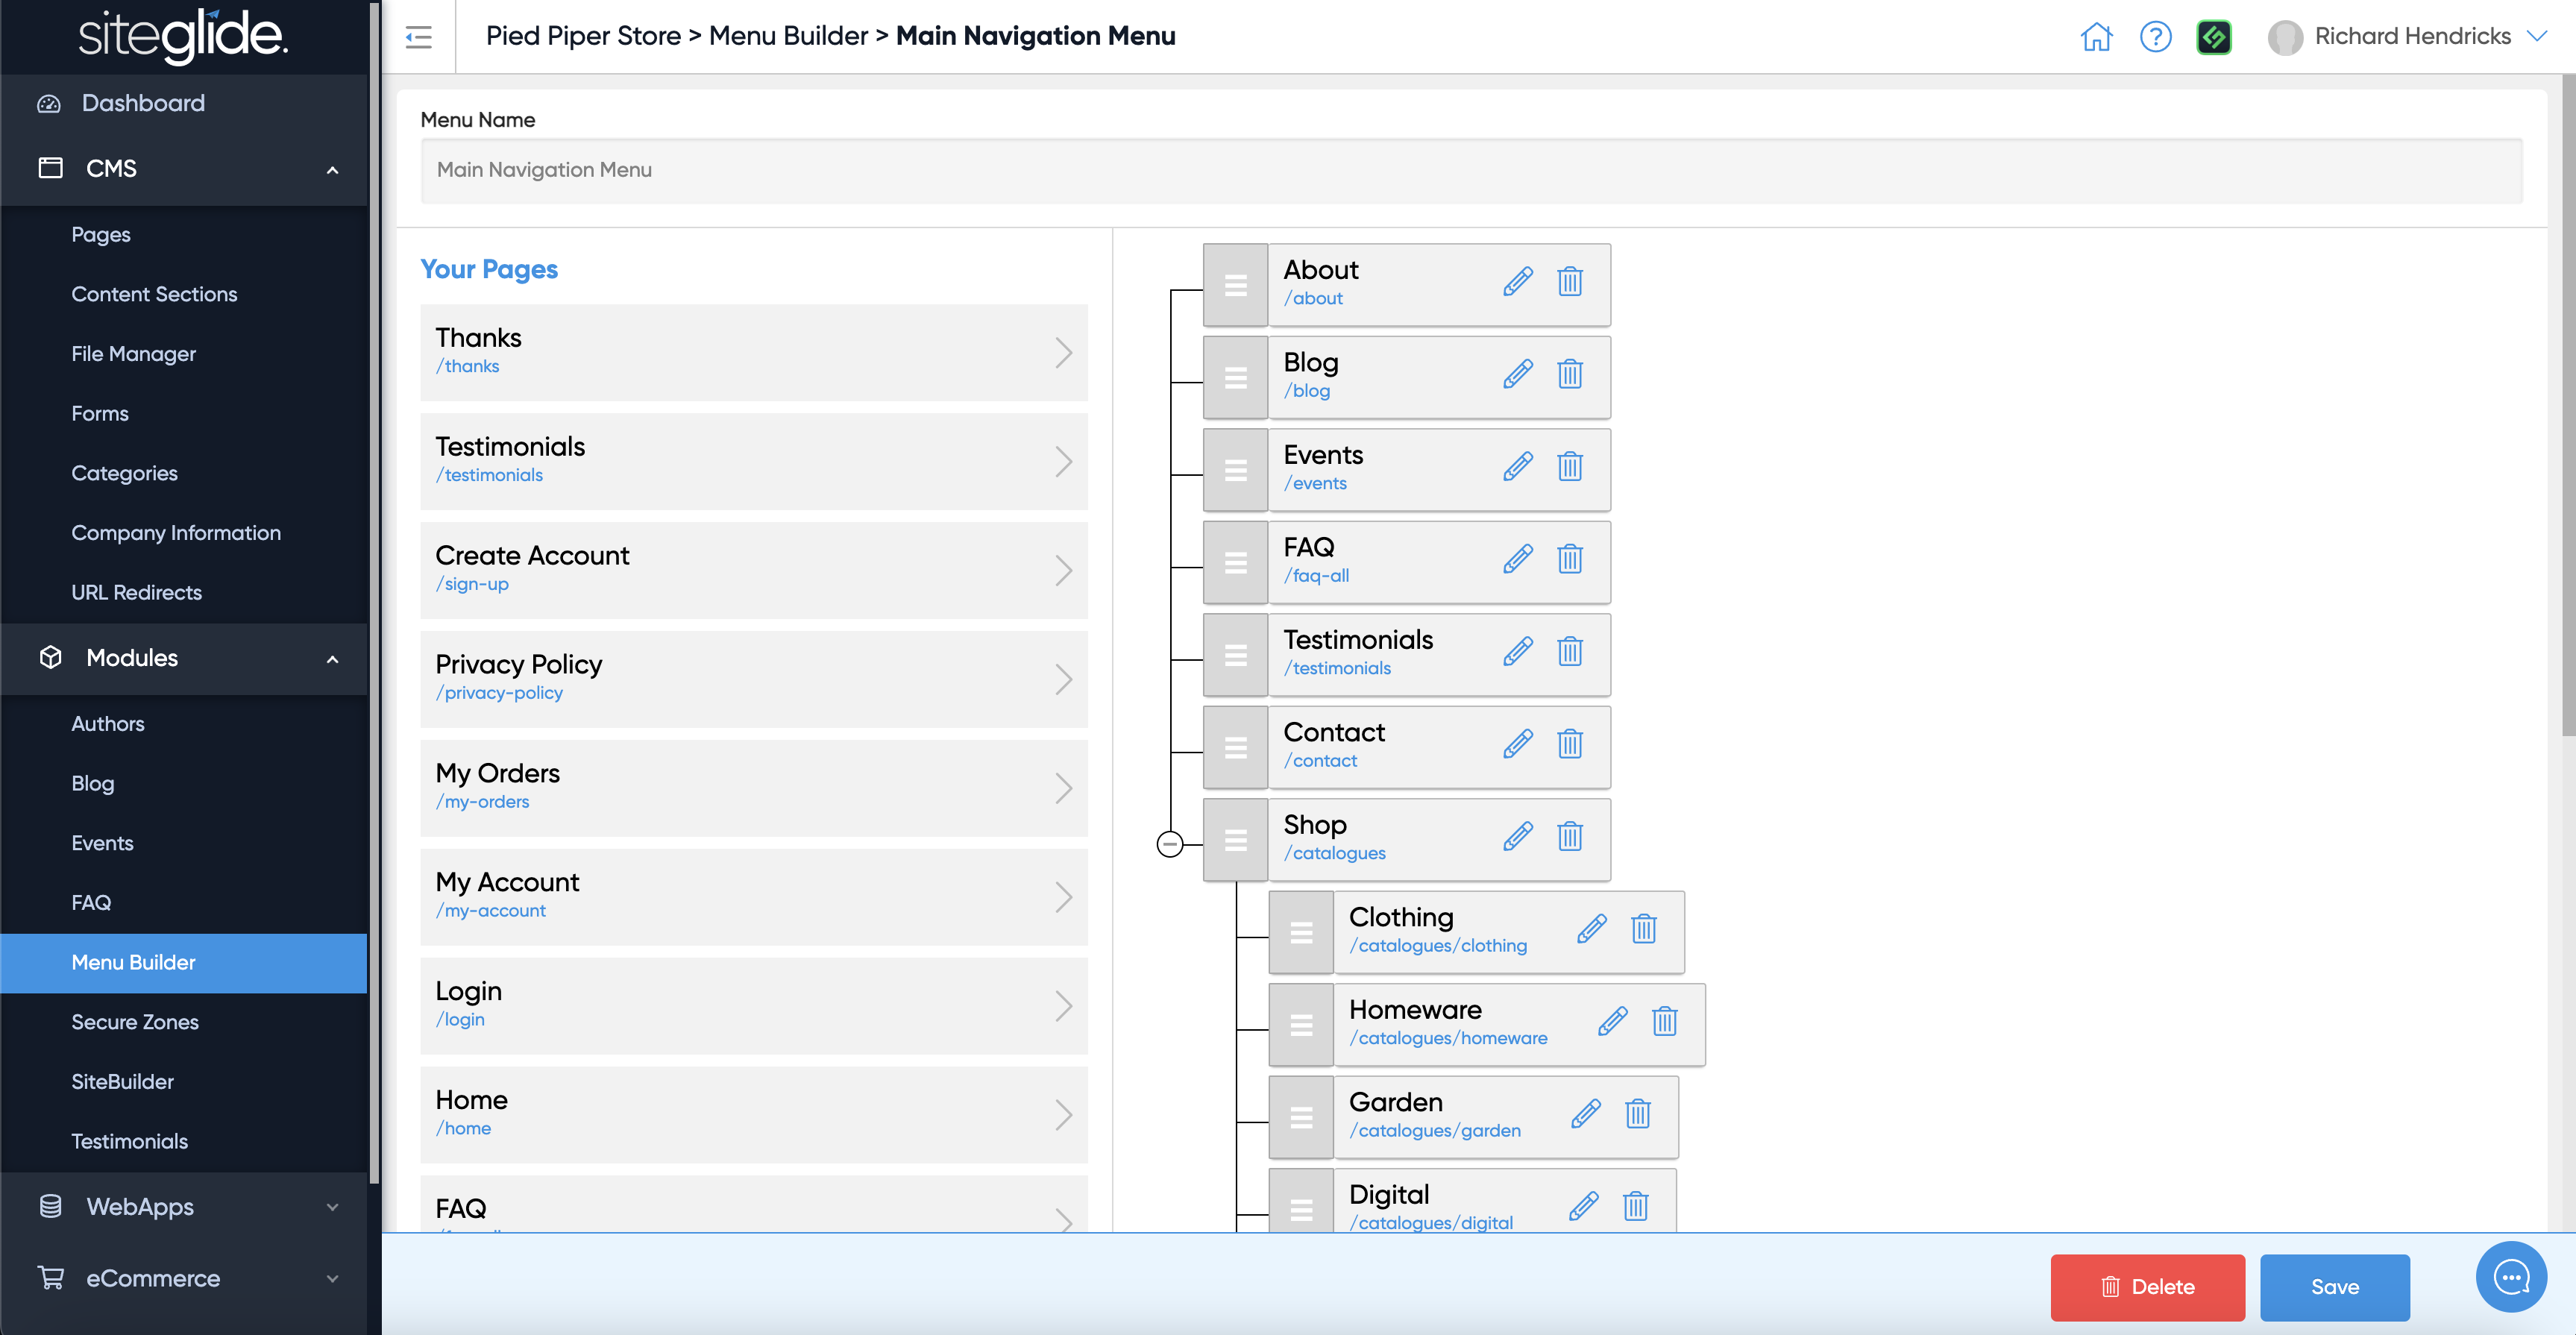 siteglide.
Dashboard
CMS
Pages
Content Sections
File Manager
Forms
Categories
Company Information
URL Redirects
Modules
Authors
Blog
Events
FAQ
Menu Builder
Secure Zones
SiteBuilder
Testimonials
WebApps
eCommerce
Pied Piper Store > Menu Builder > Main Navigation Menu
?
Richard Hendricks
Menu Name
Main Navigation Menu
Your Pages
Thanks
/thanks
Testimonials
/testimonials
Create Account
/sign-up
Privacy Policy
/privacy-policy
My Orders
/my-orders
My Account
/my-account
Login
/login
Home
/home
FAQ
About
/about
Blog
/blog
Events
/events
FAQ
/faq-all
Testimonials
/testimonials
Contact
/contact
Shop
/catalogues
Clothing
/catalogues/clothing
Homeware
/catalogues/homeware
Garden
/catalogues/garden
Digital
/catalogues/digital
Delete
Save